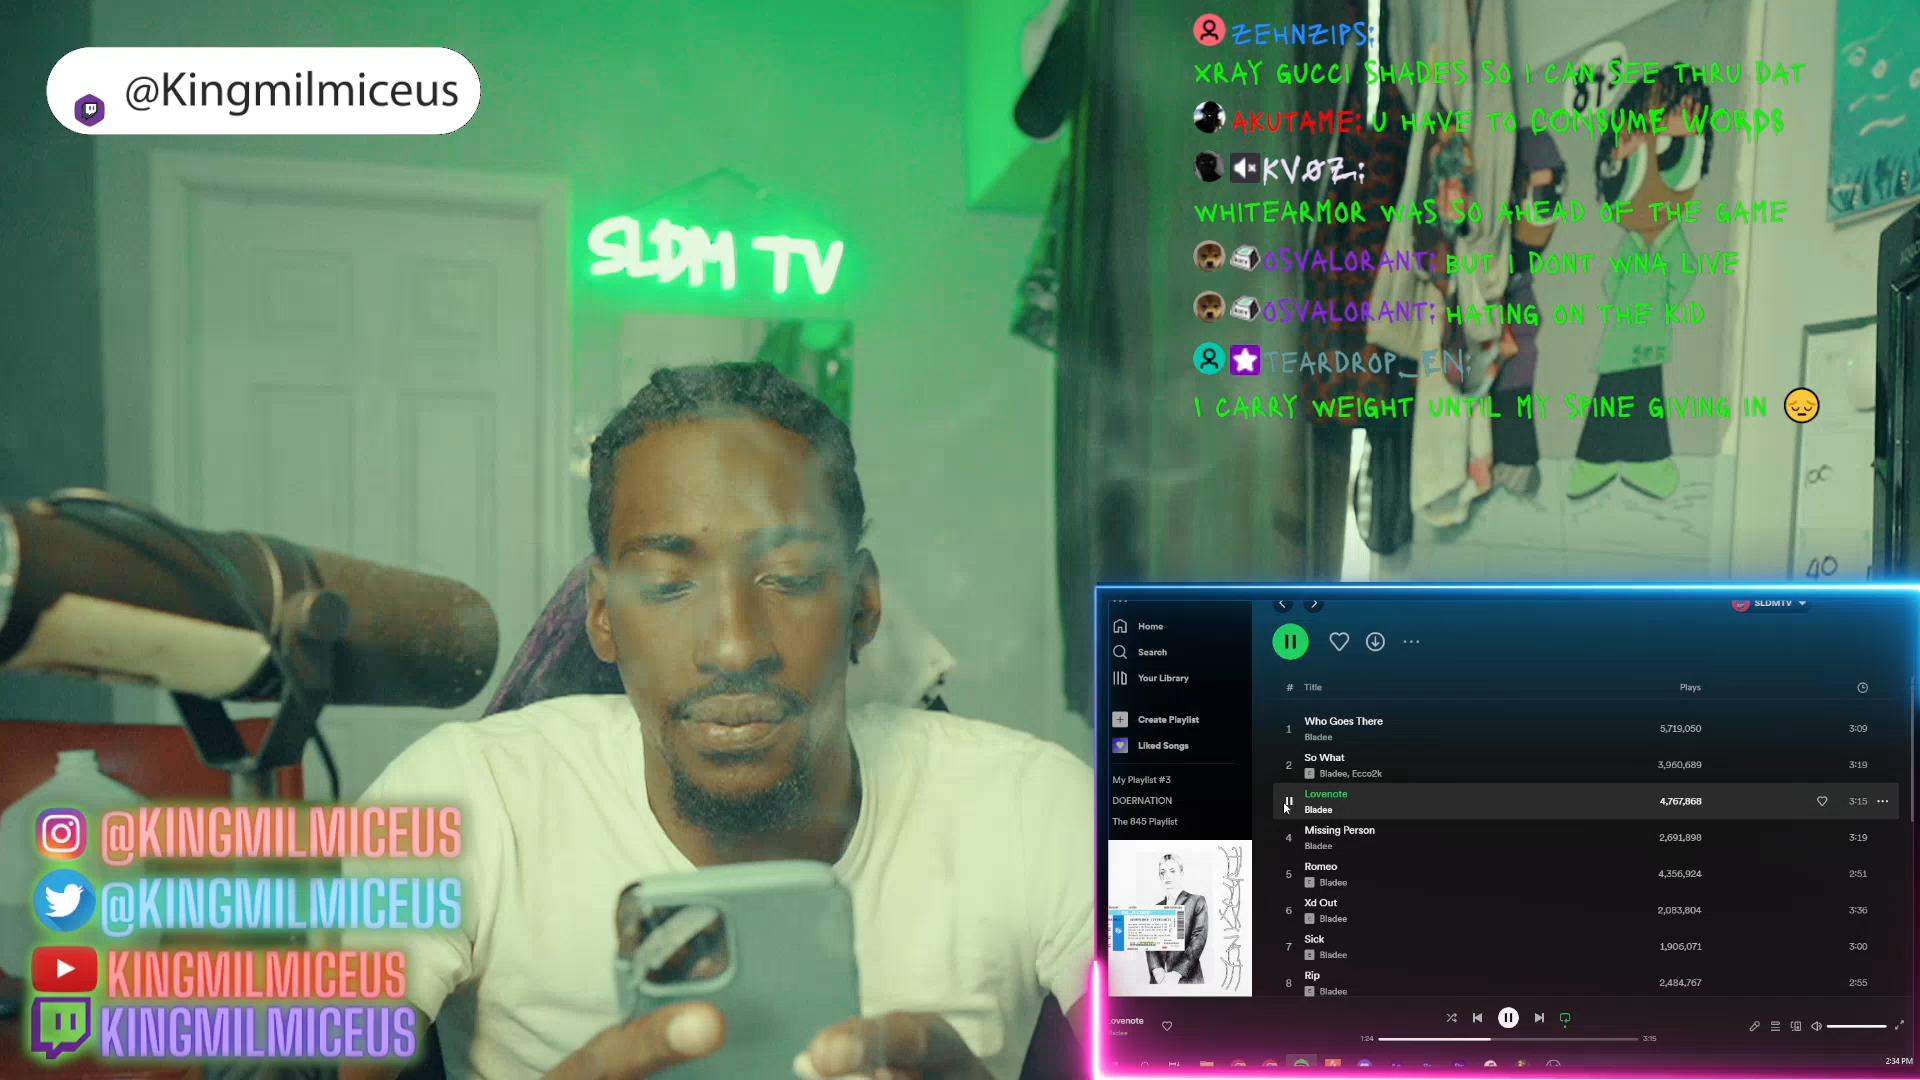 @Kingmilmiceus
SLDM TV
ZEHNZIPS:
XRAY GUCCI SHADES SO I CAN SEE THRU DAT
AKUTAME: U HAVE TO CONSUME WORDS
KVØZ:
WHITEARMOR WAS SO AHEAD OF THE GAME
OSVALORANT: BUT I DONT WNA LIVE
OSVALORANT: HATING ON THE KID
TEARDROP_EN:
I CARRY WEIGHT UNTIL MY SPINE GIVING IN
40
@KINGMILMICEUS
@KINGMILMICEUS
KINGMILMICEUS
KINGMILMICEUS
SLDMTV
Home
Search
Your Library
Create Playlist
Liked Songs
My Playlist #3
DOERNATION
The 845 Playlist
# Title Plays
1 Who Goes There 5,719,050 3:09
Bladee
2 So What 3,960,689 3:19
E Bladee, Ecco2k
Lovenote 4,767,868 3:15
Bladee
4 Missing Person 2,691,898 3:19
Bladee
5 Romeo 4,356,924 2:51
E Bladee
6 Xd Out 2,083,804 3:36
E Bladee
7 Sick 1,906,071 3:00
E Bladee
8 Rip 2,484,767 2:55
E Bladee
Lovenote
Bladee
1:24 3:15
2:34 PM